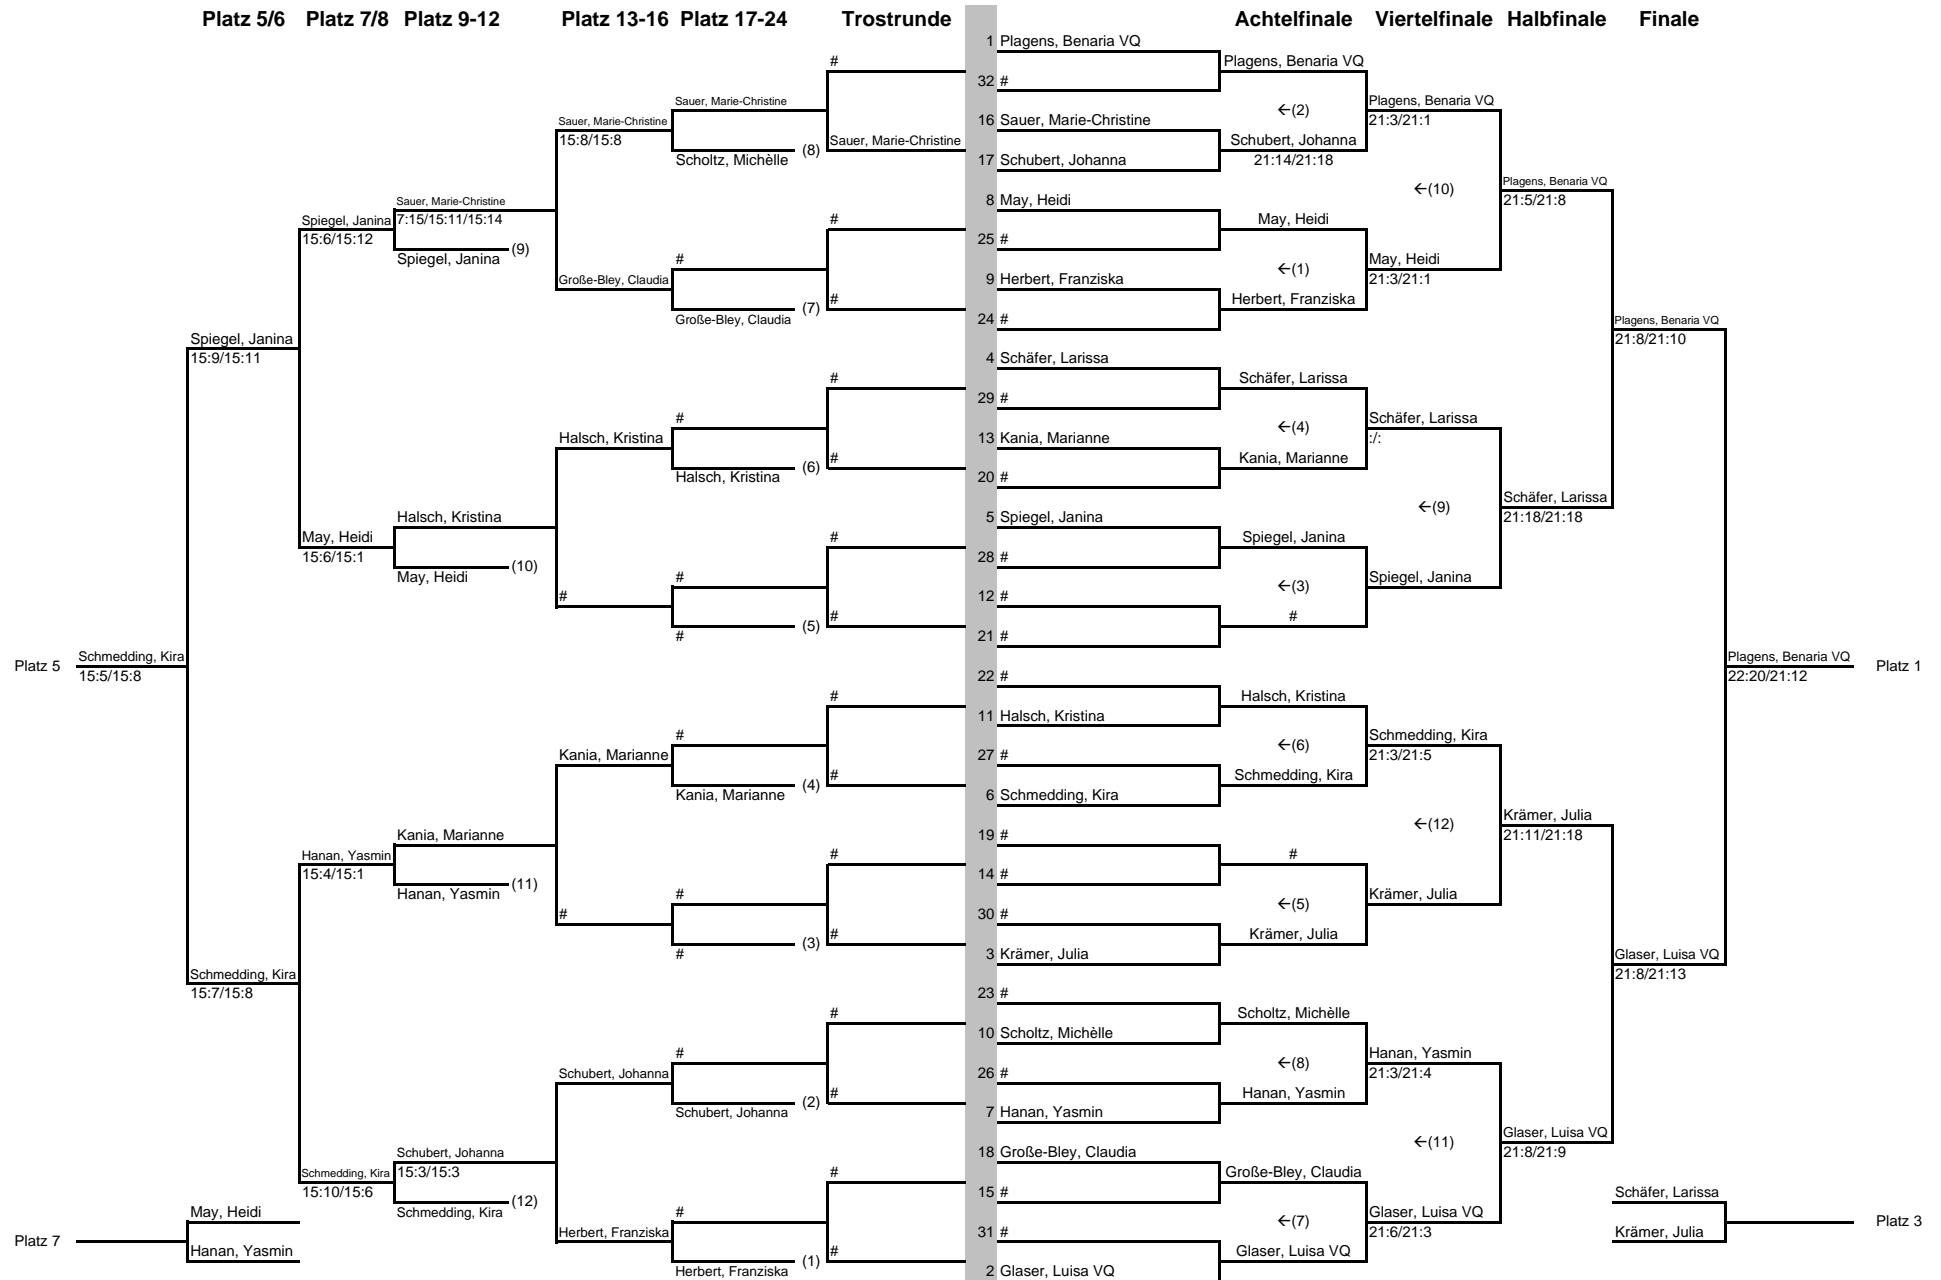 Platz 5/6 Platz 7/8 Platz 9-12 Platz 13-16 Platz 17-24 Trostrunde Achtelfinale Viertelfinale Halbfinale Finale
1 Plagens, Benaria VQ
# Plagens, Benaria VQ
32 #
Sauer, Marie-Christine ←(2) Plagens, Benaria VQ
Sauer, Marie-Christine 16 Sauer, Marie-Christine 21:3/21:1
15:8/15:8 Sauer, Marie-Christine Schubert, Johanna
Scholtz, Michèlle (8) 17 Schubert, Johanna 21:14/21:18
Plagens, Benaria VQ
←(10)
Sauer, Marie-Christine 8 May, Heidi 21:5/21:8
Spiegel, Janina 7:15/15:11/15:14 # May, Heidi
15:6/15:12 (9) 25 #
Spiegel, Janina # May, Heidi
←(1)
Große-Bley, Claudia 9 Herbert, Franziska 21:3/21:1
# Herbert, Franziska
Große-Bley, Claudia (7) 24 #
Plagens, Benaria VQ
Spiegel, Janina 21:8/21:10
15:9/15:11 4 Schäfer, Larissa
# Schäfer, Larissa
29 #
# ←(4) Schäfer, Larissa
Halsch, Kristina 13 Kania, Marianne :/:
# Kania, Marianne
Halsch, Kristina (6) 20 #
Schäfer, Larissa
←(9)
Halsch, Kristina 5 Spiegel, Janina 21:18/21:18
May, Heidi # Spiegel, Janina
15:6/15:1 (10) 28 #
May, Heidi # ←(3) Spiegel, Janina
# 12 #
# #
# (5) 21 #
Platz 5 Schmedding, Kira Plagens, Benaria VQ Platz 1
15:5/15:8 22 # 22:20/21:12
# Halsch, Kristina
11 Halsch, Kristina
# ←(6) Schmedding, Kira
Kania, Marianne 27 # 21:3/21:5
# Schmedding, Kira
Kania, Marianne (4) 6 Schmedding, Kira
Krämer, Julia
←(12)
Kania, Marianne 19 # 21:11/21:18
Hanan, Yasmin # #
15:4/15:1 (11) 14 #
Hanan, Yasmin # ←(5) Krämer, Julia
# 30 #
# Krämer, Julia
# (3) 3 Krämer, Julia
Glaser, Luisa VQ
Schmedding, Kira 21:8/21:13
15:7/15:8 23 #
# Scholtz, Michèlle
10 Scholtz, Michèlle
# ←(8) Hanan, Yasmin
Schubert, Johanna 26 # 21:3/21:4
# Hanan, Yasmin
Schubert, Johanna (2) 7 Hanan, Yasmin
Glaser, Luisa VQ
←(11)
Schubert, Johanna 18 Große-Bley, Claudia 21:8/21:9
Schmedding, Kira 15:3/15:3 # Große-Bley, Claudia
15:10/15:6 (12) 15 # Schäfer, Larissa
May, Heidi Schmedding, Kira # ←(7) Glaser, Luisa VQ Platz 3
Platz 7 Herbert, Franziska 31 # 21:6/21:3 Krämer, Julia
Hanan, Yasmin # Glaser, Luisa VQ
Herbert, Franziska (1) 2 Glaser, Luisa VQ